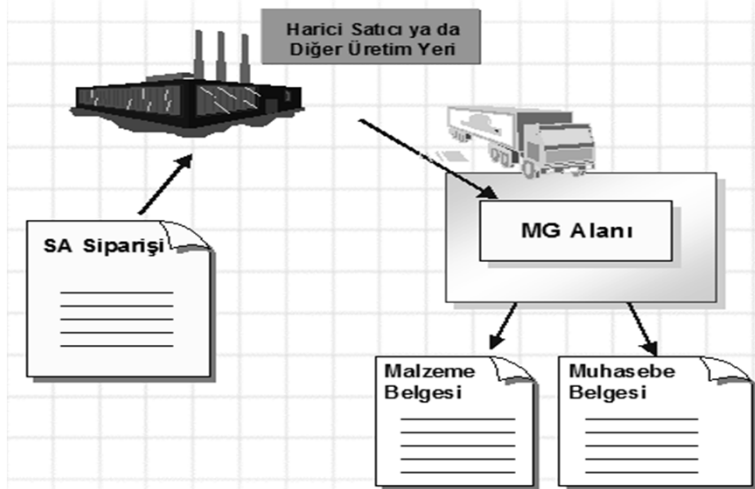 Harici Satıcı ya da
Diğer Üretim Yeri
SA Siparişi
MG Alanı
Malzeme
Belgesi
Muhasebe
Belgesi